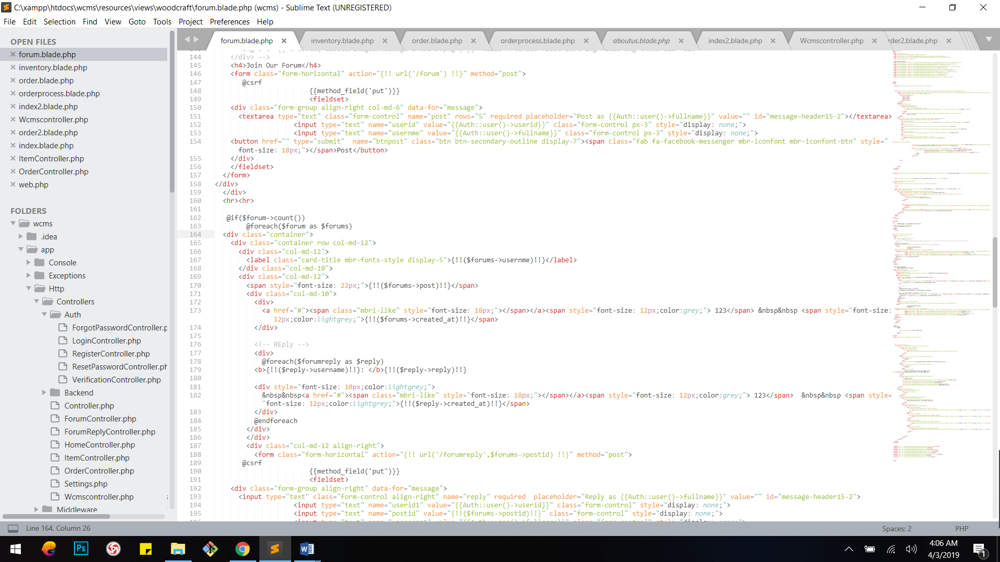 C:\xampp\htdocs\wcms\resources\views\woodcraft\forum.blade.php (wcms) - Sublime Text (UNREGISTERED)
File Edit Selection Find View Goto Tools Project Preferences Help
OPEN FILES
forum.blade.php
inventory.blade.php
order.blade.php
orderprocess.blade.php
index2.blade.php
Wcmscontroller.php
order2.blade.php
index.blade.php
ItemController.php
OrderController.php
web.php
FOLDERS
wcms
.idea
app
Console
Exceptions
Http
Controllers
Auth
ForgotPasswordController.p
LoginController.php
RegisterController.php
ResetPasswordController.ph
VerificationController.php
Backend
Controller.php
ForumController.php
ForumReplyController.php
HomeController.php
ItemController.php
OrderController.php
Settings.php
Wcmscontroller.php
Middleware
forum.blade.php inventory.blade.php order.blade.php orderprocess.blade.php aboutus.blade.php index2.blade.php Wcmscontroller.php rder2.blade.php
144 </div> -->
145 <h4>Join Our Forum</h4>
146 <form class="form-horizontal" action="{!! url('/forum') !!}" method="post">
147 @csrf
148 {{method_field('put')}}
149 <fieldset>
150 <div class="form-group align-right col-md-6" data-for="message">
151 <textarea type="text" class="form-control" name="post" rows="5" required placeholder="Post as {{Auth::user()->fullname}}" value="" id="message-header15-2"></textarea>
152 <input type="text" name="userid" value="{{Auth::user()->userid}}" class="form-control px-3" style="display: none;">
153 <input type="text" name="usernme" value="{{Auth::user()->fullname}}" class="form-control px-3" style="display: none;">
154 <button href="" type="submit"  name="btnpost" class="btn btn-secondary-outline display-7"><span class="fab fa-facebook-messenger mbr-iconfont mbr-iconfont-btn" style="
font-size: 18px;"></span>Post</button>
155 </div>
156 </fieldset>
157 </form>
158 </div>
159 </div>
160 <hr><hr>
161
162 @if($forum->count())
163 @foreach($forum as $forums)
164 <div class="container">
165 <div class="container row col-md-12">
166 <div class="col-md-12">
167 <label class="card-title mbr-fonts-style display-5">{!!($forums->usernme)!!}</label>
168 </div class="col-md-10">
169 <div class="col-md-12">
170 <span style="font-size: 22px;">{!!($forums->post)!!}</span>
171 <div class="col-md-10">
172 <div>
173 <a href="#"><span class="mbri-like" style="font-size: 18px;"></span></a><span style="font-size: 12px;color:grey;"> 123</span> &nbsp&nbsp <span style="font-size:
12px;color:lightgrey;">{!!($forums->created_at)!!}</span>
174 </div>
175
176 <!-- REply -->
177 <div>
178 @foreach($forumreply as $reply)
179 <b>{!!($reply->username)!!}: </b>{!!($reply->reply)!!}
180
181 <div style="font-size: 10px;color:lightgrey;">
182 &nbsp&nbsp<a href="#"><span class="mbri-like" style="font-size: 18px;"></span></a><span style="font-size: 12px;color:grey;"> 123</span>  &nbsp&nbsp <span style=
"font-size: 12px;color:lightgrey;">{!!($reply->created_at)!!}</span>
183 </div>
184 @endforeach
185 </div>
186 </div>
187 <div class="col-md-12 align-right">
188 <form class="form-horizontal" action="{!! url('/forumreply',$forums->postid) !!}" method="post">
189 @csrf
190 {{method_field('put')}}
191 <fieldset>
192 <div class="form-group align-right" data-for="message">
193 <input type="text" class="form-control align-right" name="reply" required  placeholder="Reply as {{Auth::user()->fullname}}" value="" id="message-header15-2">
194 <input type="text" name="userid1" value="{{Auth::user()->userid}}" class="form-control" style="display: none;">
195 <input type="text" name="postid" value="{!!($forums->postid)!!}" class="form-control" style="display: none;">
Line 164, Column 26
Spaces: 2
PHP
Ps
4:06 AM
4/3/2019
1